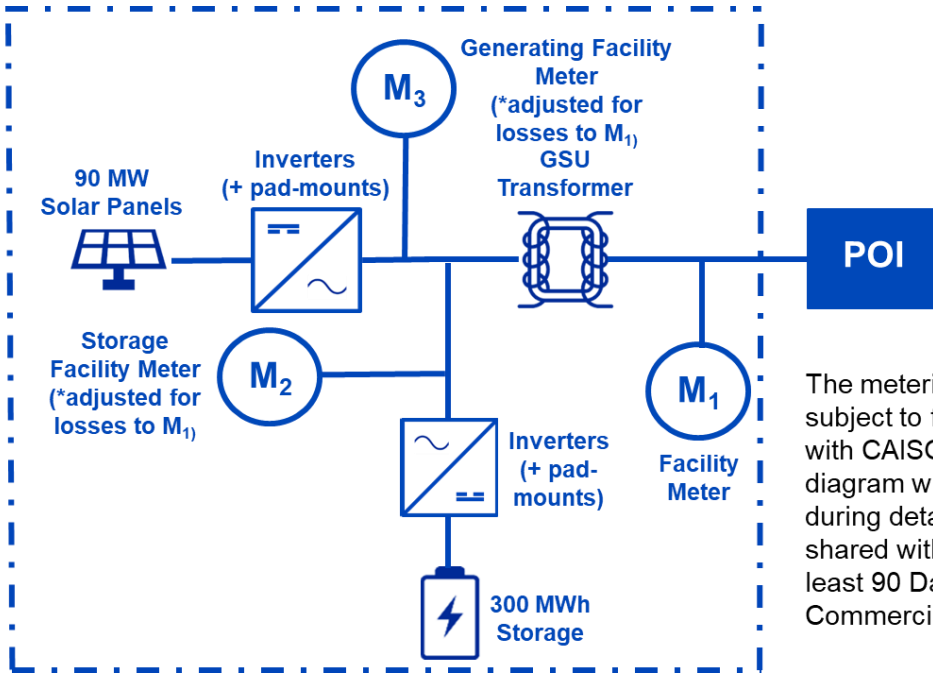 Generating Facility
Meter
(*adjusted for
losses to M1)
GSU
Transformer
M3
Inverters
(+ pad-mounts)
90 MW
Solar Panels
POI
Storage
Facility Meter
(*adjusted for
losses to M1)
M2
M1
Facility
Meter
Inverters
(+ pad-
mounts)
300 MWh
Storage
The meteri
subject to
with CAISO
diagram w
during deta
shared with
least 90 Da
Commerci